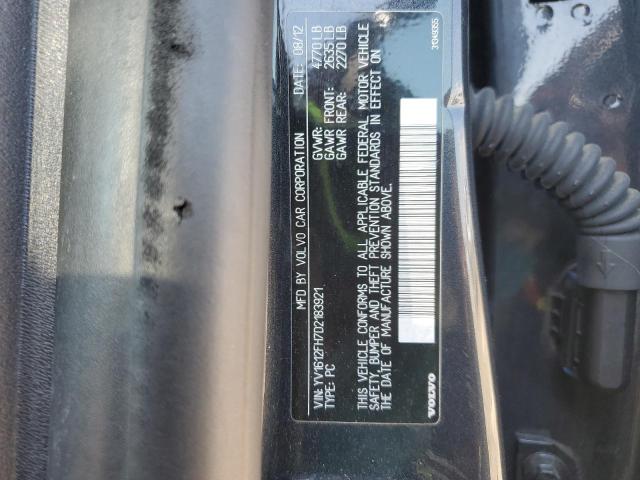 MFD BY VOLVO CAR CORPORATION DATE: 08/12
GVWR: 4770 LB
GAWR FRONT: 2635 LB
GAWR REAR: 2270 LB
VIN: YV1612FH7D2183921
TYPE: PC
THIS VEHICLE CONFORMS TO ALL APPLICABLE FEDERAL MOTOR VEHICLE
SAFETY, BUMPER AND THEFT PREVENTION STANDARDS IN EFFECT ON
THE DATE OF MANUFACTURE SHOWN ABOVE.
VOLVO